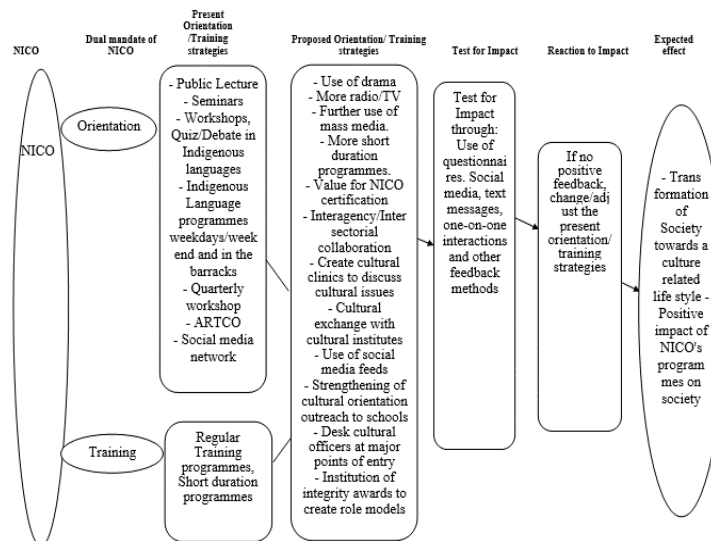 NICO
Dual mandate of
NICO
Present
Orientation
/Training
strategies
Proposed Orientation/ Training
strategies
Test for Impact
Reaction to Impact
Expected
effect
NICO
Orientation
Training
- Public Lecture
- Seminars
- Workshops,
Quiz/Debate in
Indigenous
languages
- Indigenous
Language
programmes
weekdays/week
end and in the
barracks
- Quarterly
workshop
- ARTCO
- Social media
network
Regular
Training
programmes,
Short duration
programmes
- Use of drama
- More radio/TV
- Further use of
mass media.
- More short
duration
programmes.
- Value for NICO
certification
- Interagency/Inter
sectorial
collaboration
- Create cultural
clinics to discuss
cultural issues
- Cultural
exchange with
cultural institutes
- Use of social
media feeds
- Strengthening of
cultural orientation
outreach to schools
- Desk cultural
officers at major
points of entry
- Institution of
integrity awards to
create role models
Test for
Impact
through:
Use of
questionnai
res. Social
media, text
messages,
one-on-one
interactions
and other
feedback
methods
If no
positive
feedback,
change/adj
ust the
present
orientation/
training
strategies
- Trans
formation
of Society
towards a
culture
related
life style -
Positive
impact of
NICO's
program
mes on
society